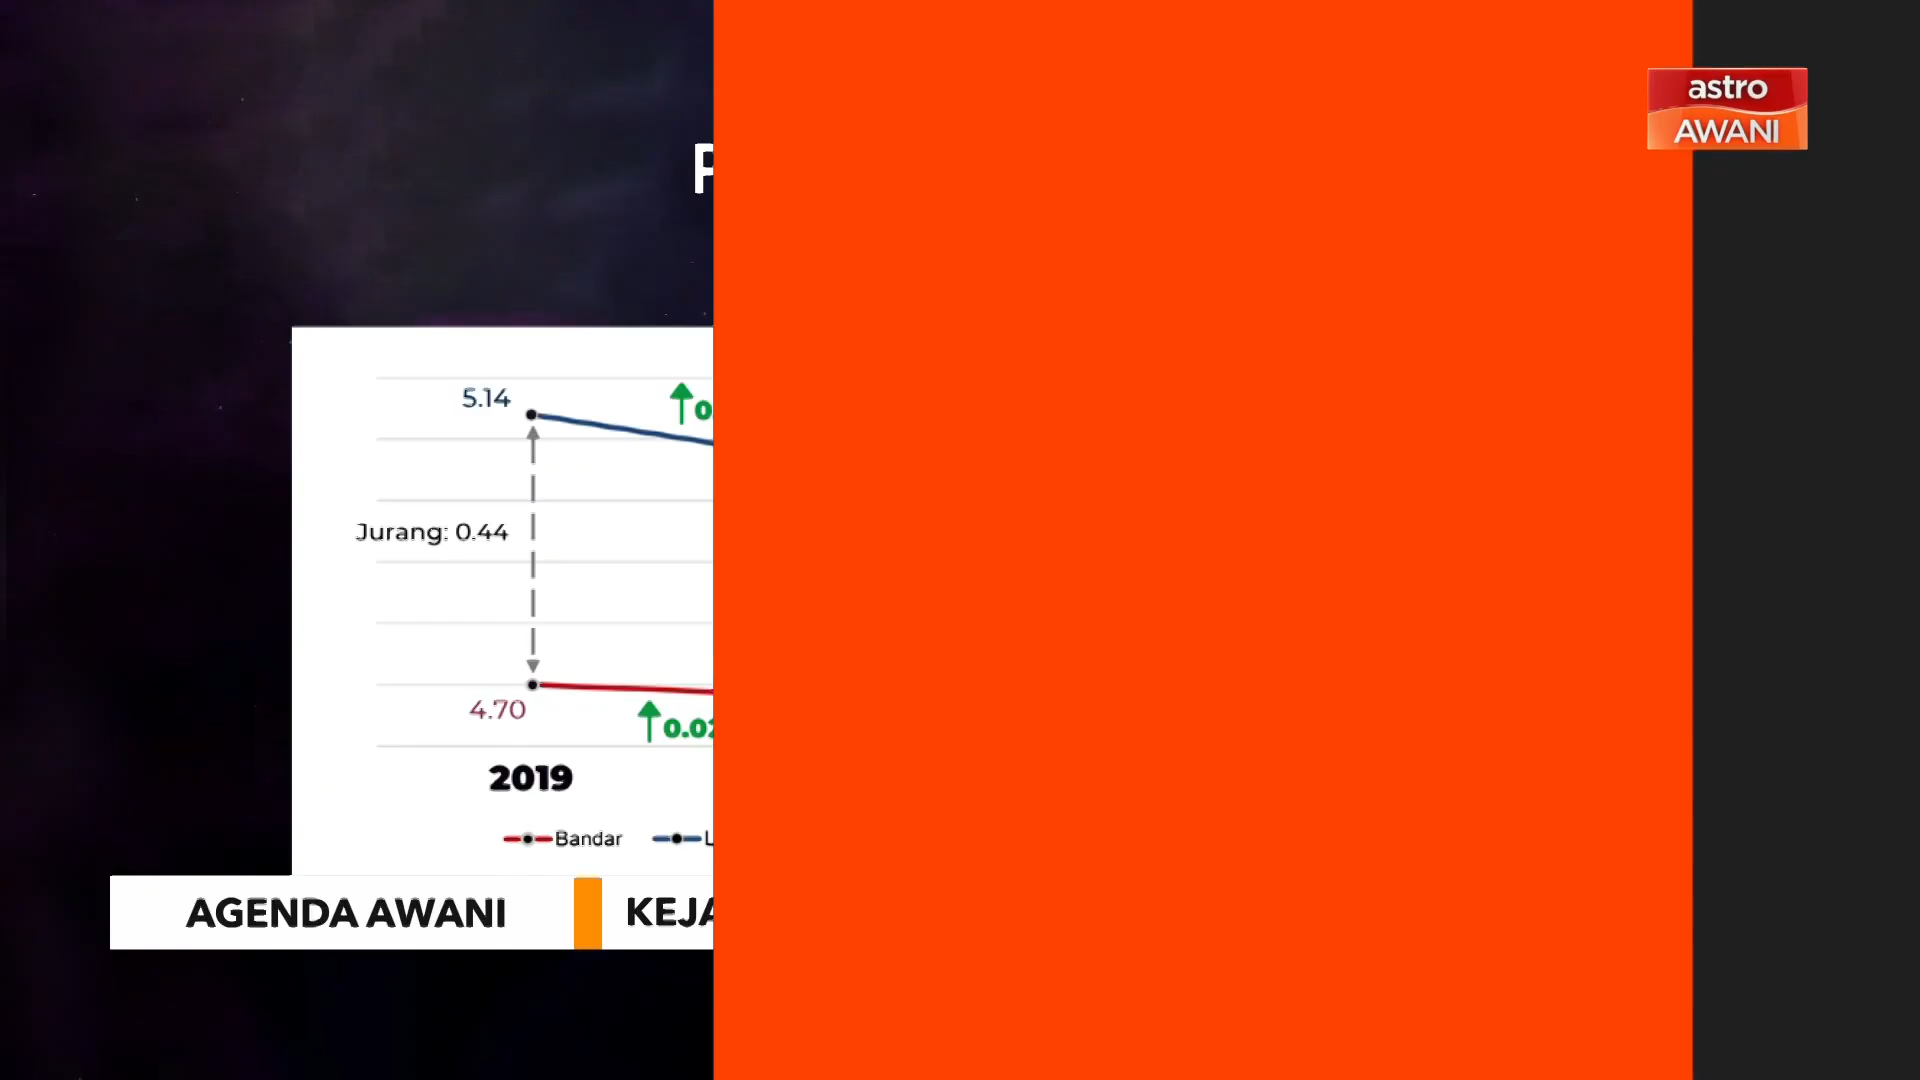 astro
AWANI
5.14
Jurang: 0.44
4.70
2019
Bandar
AGENDA AWANI